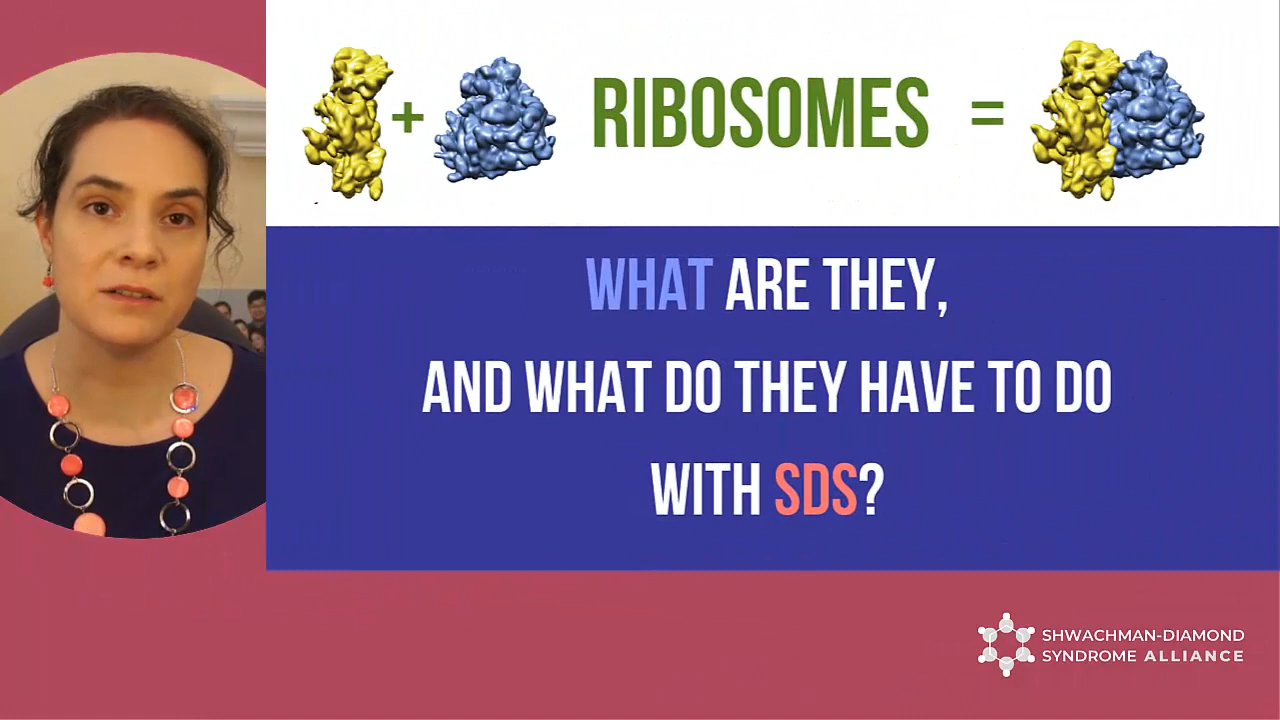 + RIBOSOMES =
WHAT ARE THEY,
AND WHAT DO THEY HAVE TO DO
WITH SDS?
SHWACHMAN-DIAMOND
SYNDROME ALLIANCE